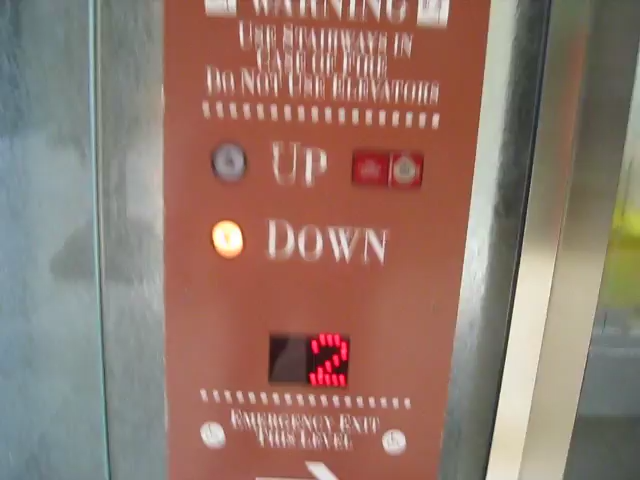 WARNING
USE STAIRWAYS IN
CASE OF FIRE
DO NOT USE ELEVATORS
UP
DOWN
2
EMERGENCY EXIT
THIS LEVEL